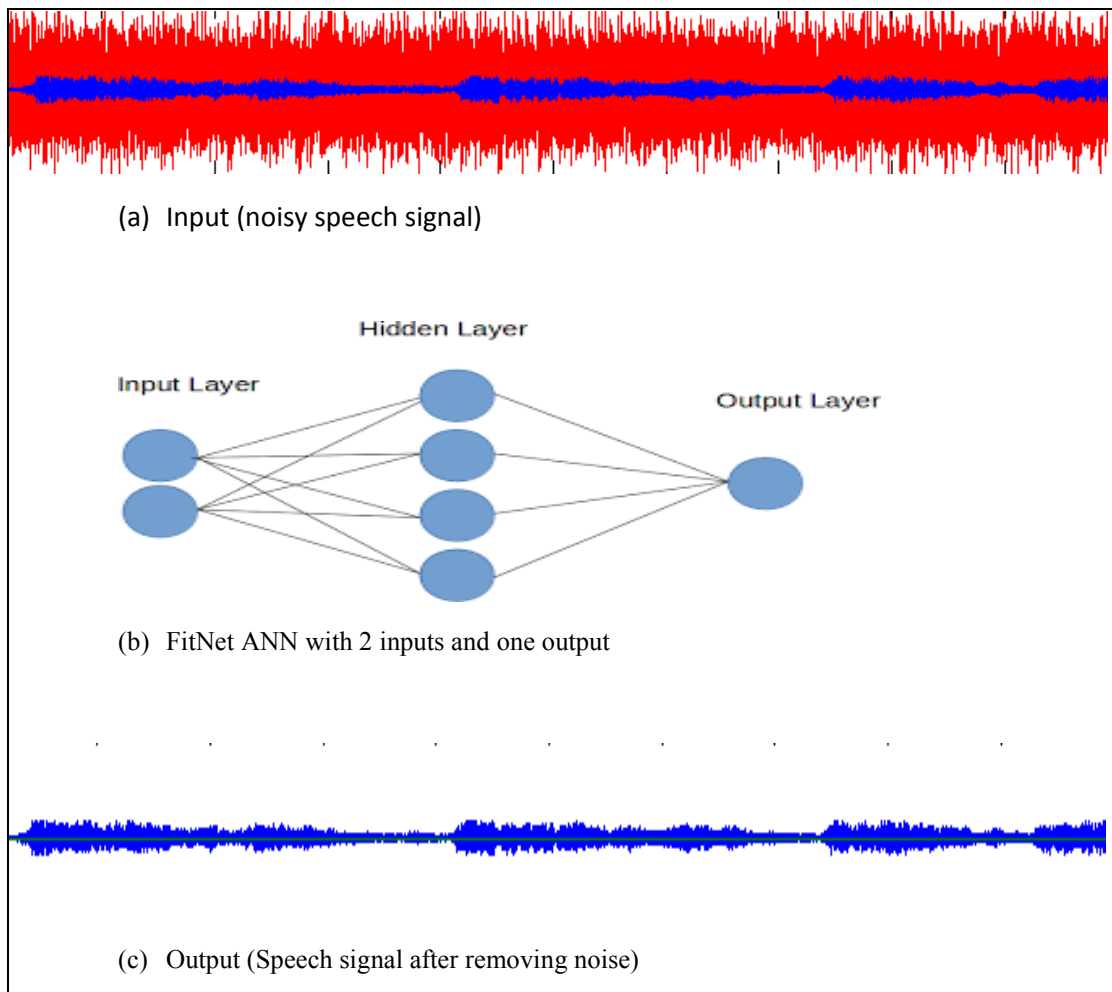 (a) Input (noisy speech signal)
Hidden Layer
Input Layer
Output Layer
(b) FitNet ANN with 2 inputs and one output
(c) Output (Speech signal after removing noise)